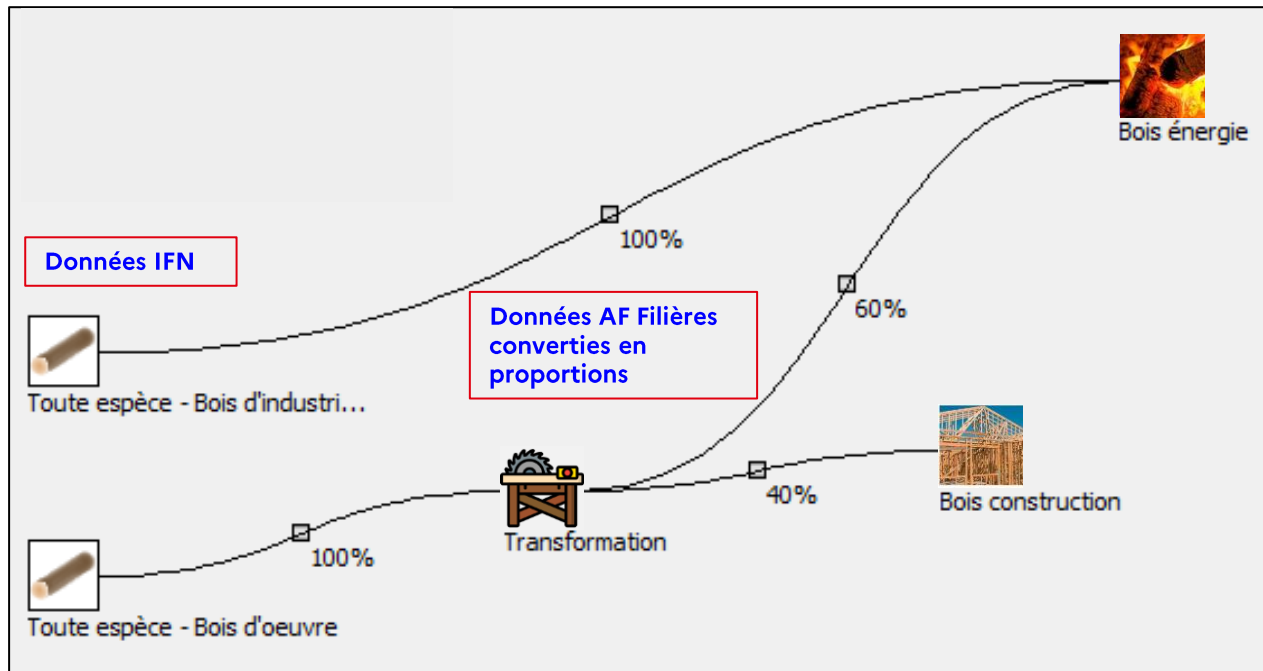 Bois énergie
100%
Données IFN
60%
Données AF Filières
converties en
proportions
Toute espèce - Bois d'industri...
40%
Bois construction
Transformation
100%
Toute espèce - Bois d'oeuvre